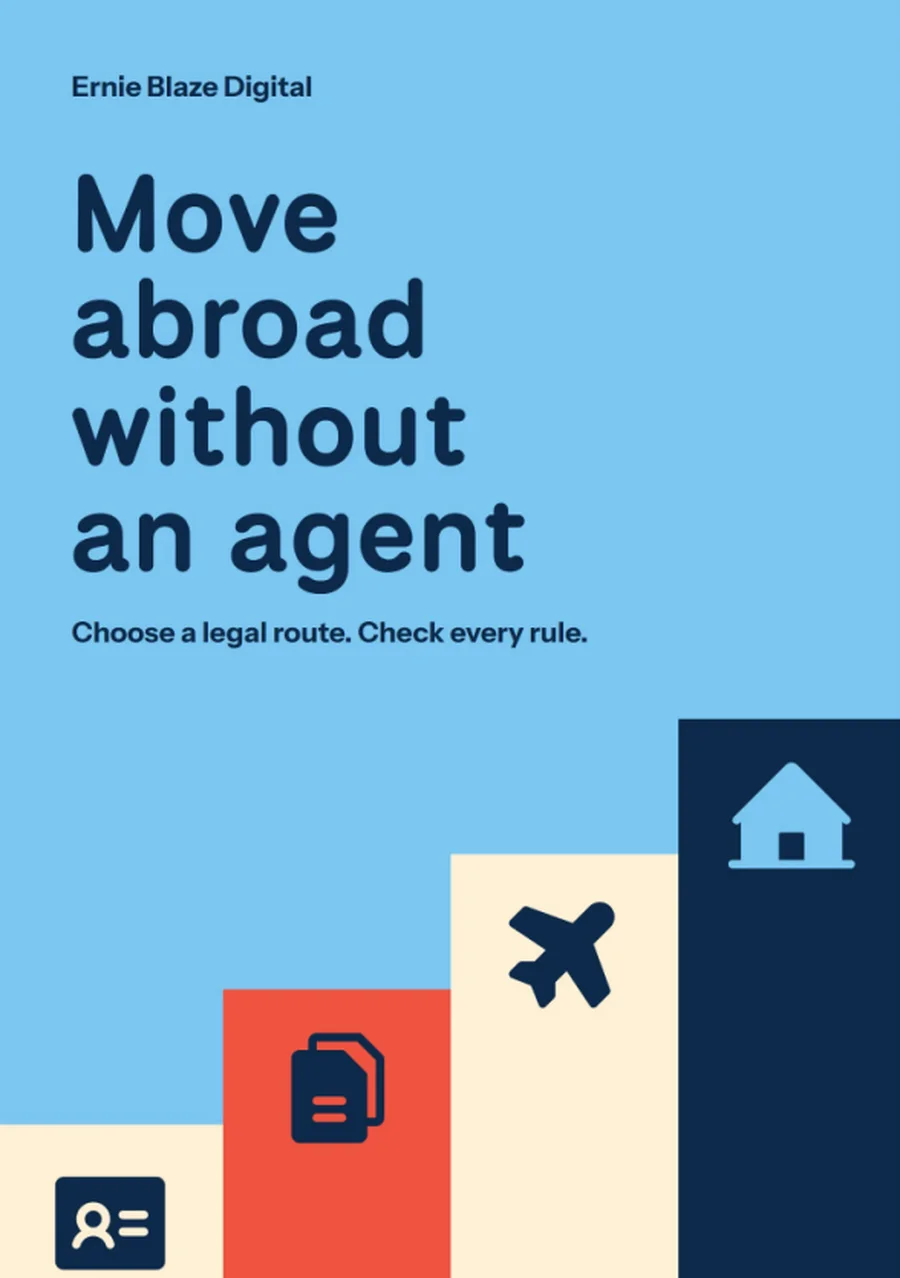 Ernie Blaze Digital
Move
abroad
without
an agent
Choose a legal route. Check every rule.